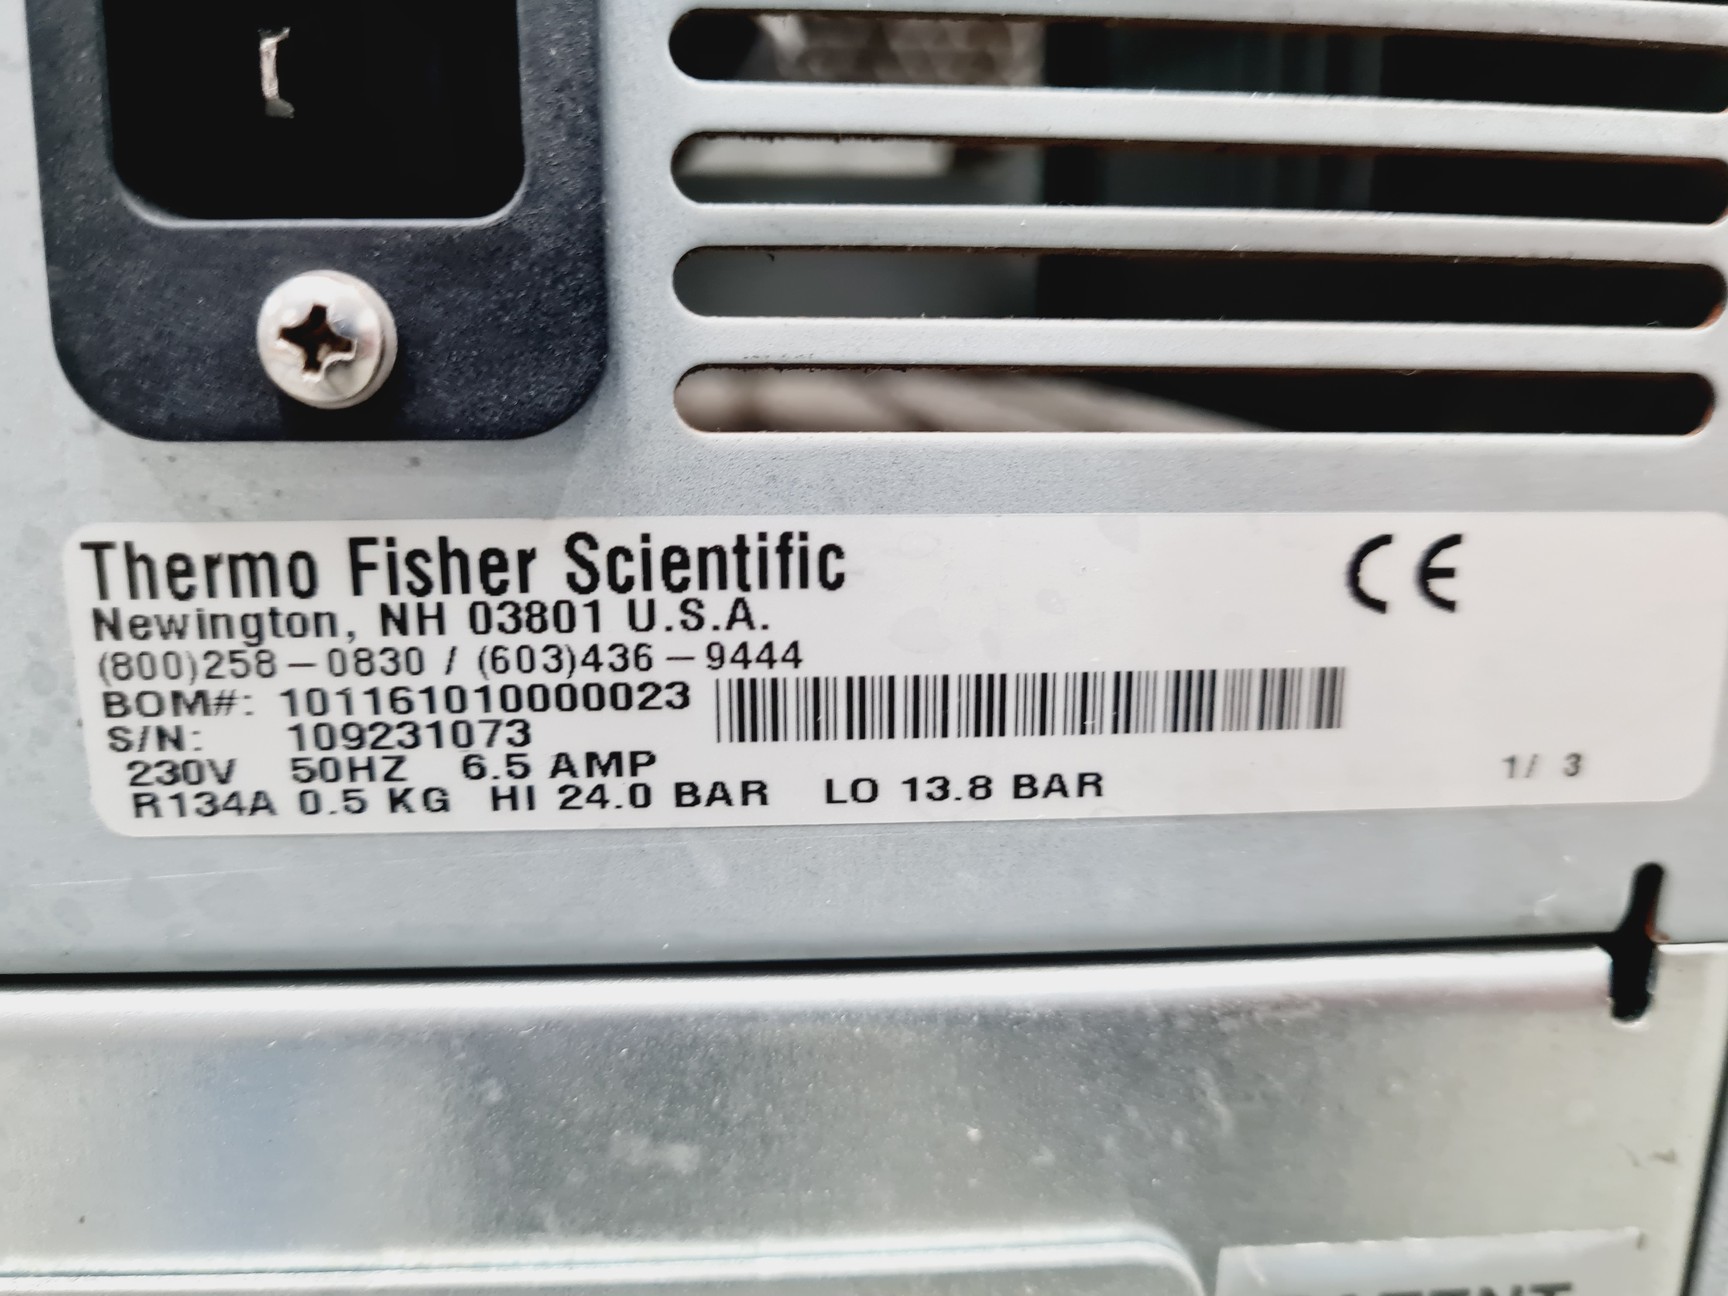 Thermo Fisher Scientific
CE
Newington, NH 03801 U.S.A.
(800)258-0830 / (603)436-9444
BOM#: 101161010000023
S/N: 109231073
230V 50HZ 6.5 AMP
1/ 3
R134A 0.5 KG HI 24.0 BAR LO 13.8 BAR